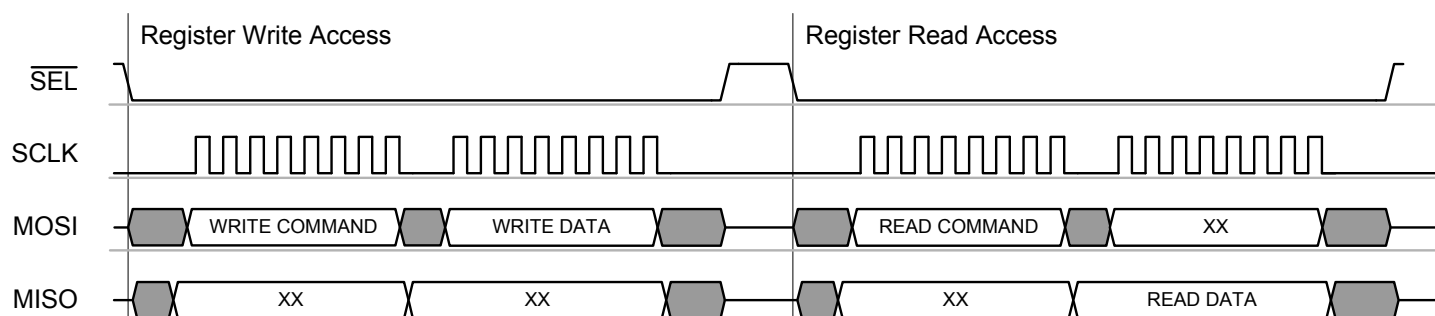 Register Write Access Register Read Access
SEL
SCLK
MOSI WRITE COMMAND WRITE DATA READ COMMAND XX
MISO XX XX XX READ DATA